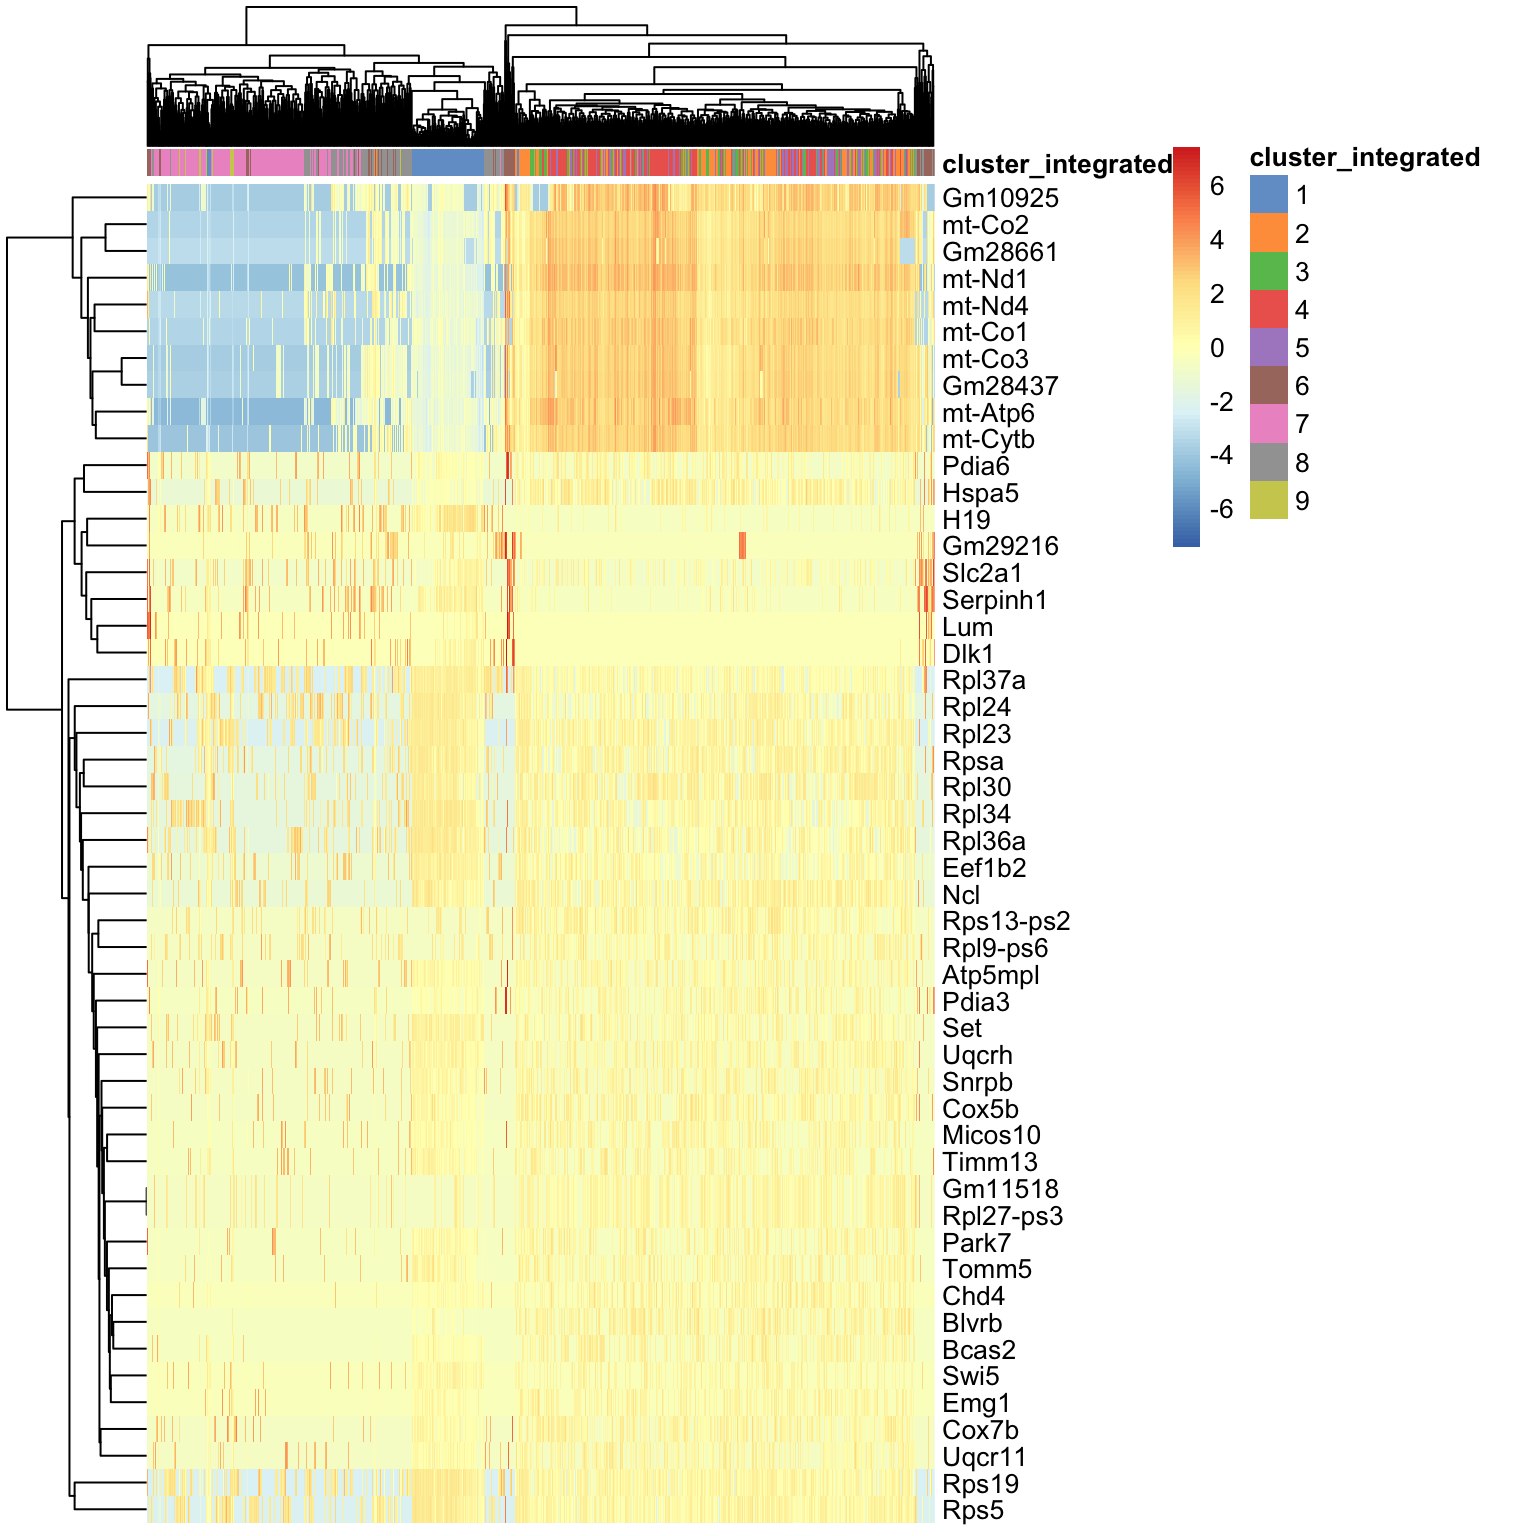 cluster_integrated
Gm10925
mt-Co2
Gm28661
mt-Nd1
mt-Nd4
mt-Co1
mt-Co3
Gm28437
mt-Atp6
mt-Cytb
Pdia6
Hspa5
H19
Gm29216
Slc2a1
Serpinh1
Lum
Dlk1
Rpl37a
Rpl24
Rpl23
Rpsa
Rpl30
Rpl34
Rpl36a
Eef1b2
Ncl
Rps13-ps2
Rpl9-ps6
Atp5mpl
Pdia3
Set
Uqcrh
Snrpb
Cox5b
Micos10
Timm13
Gm11518
Rpl27-ps3
Park7
Tomm5
Chd4
Blvrb
Bcas2
Swi5
Emg1
Cox7b
Uqcr11
Rps19
Rps5
6
4
2
0
-2
-4
-6
cluster_integrated
1
2
3
4
5
6
7
8
9